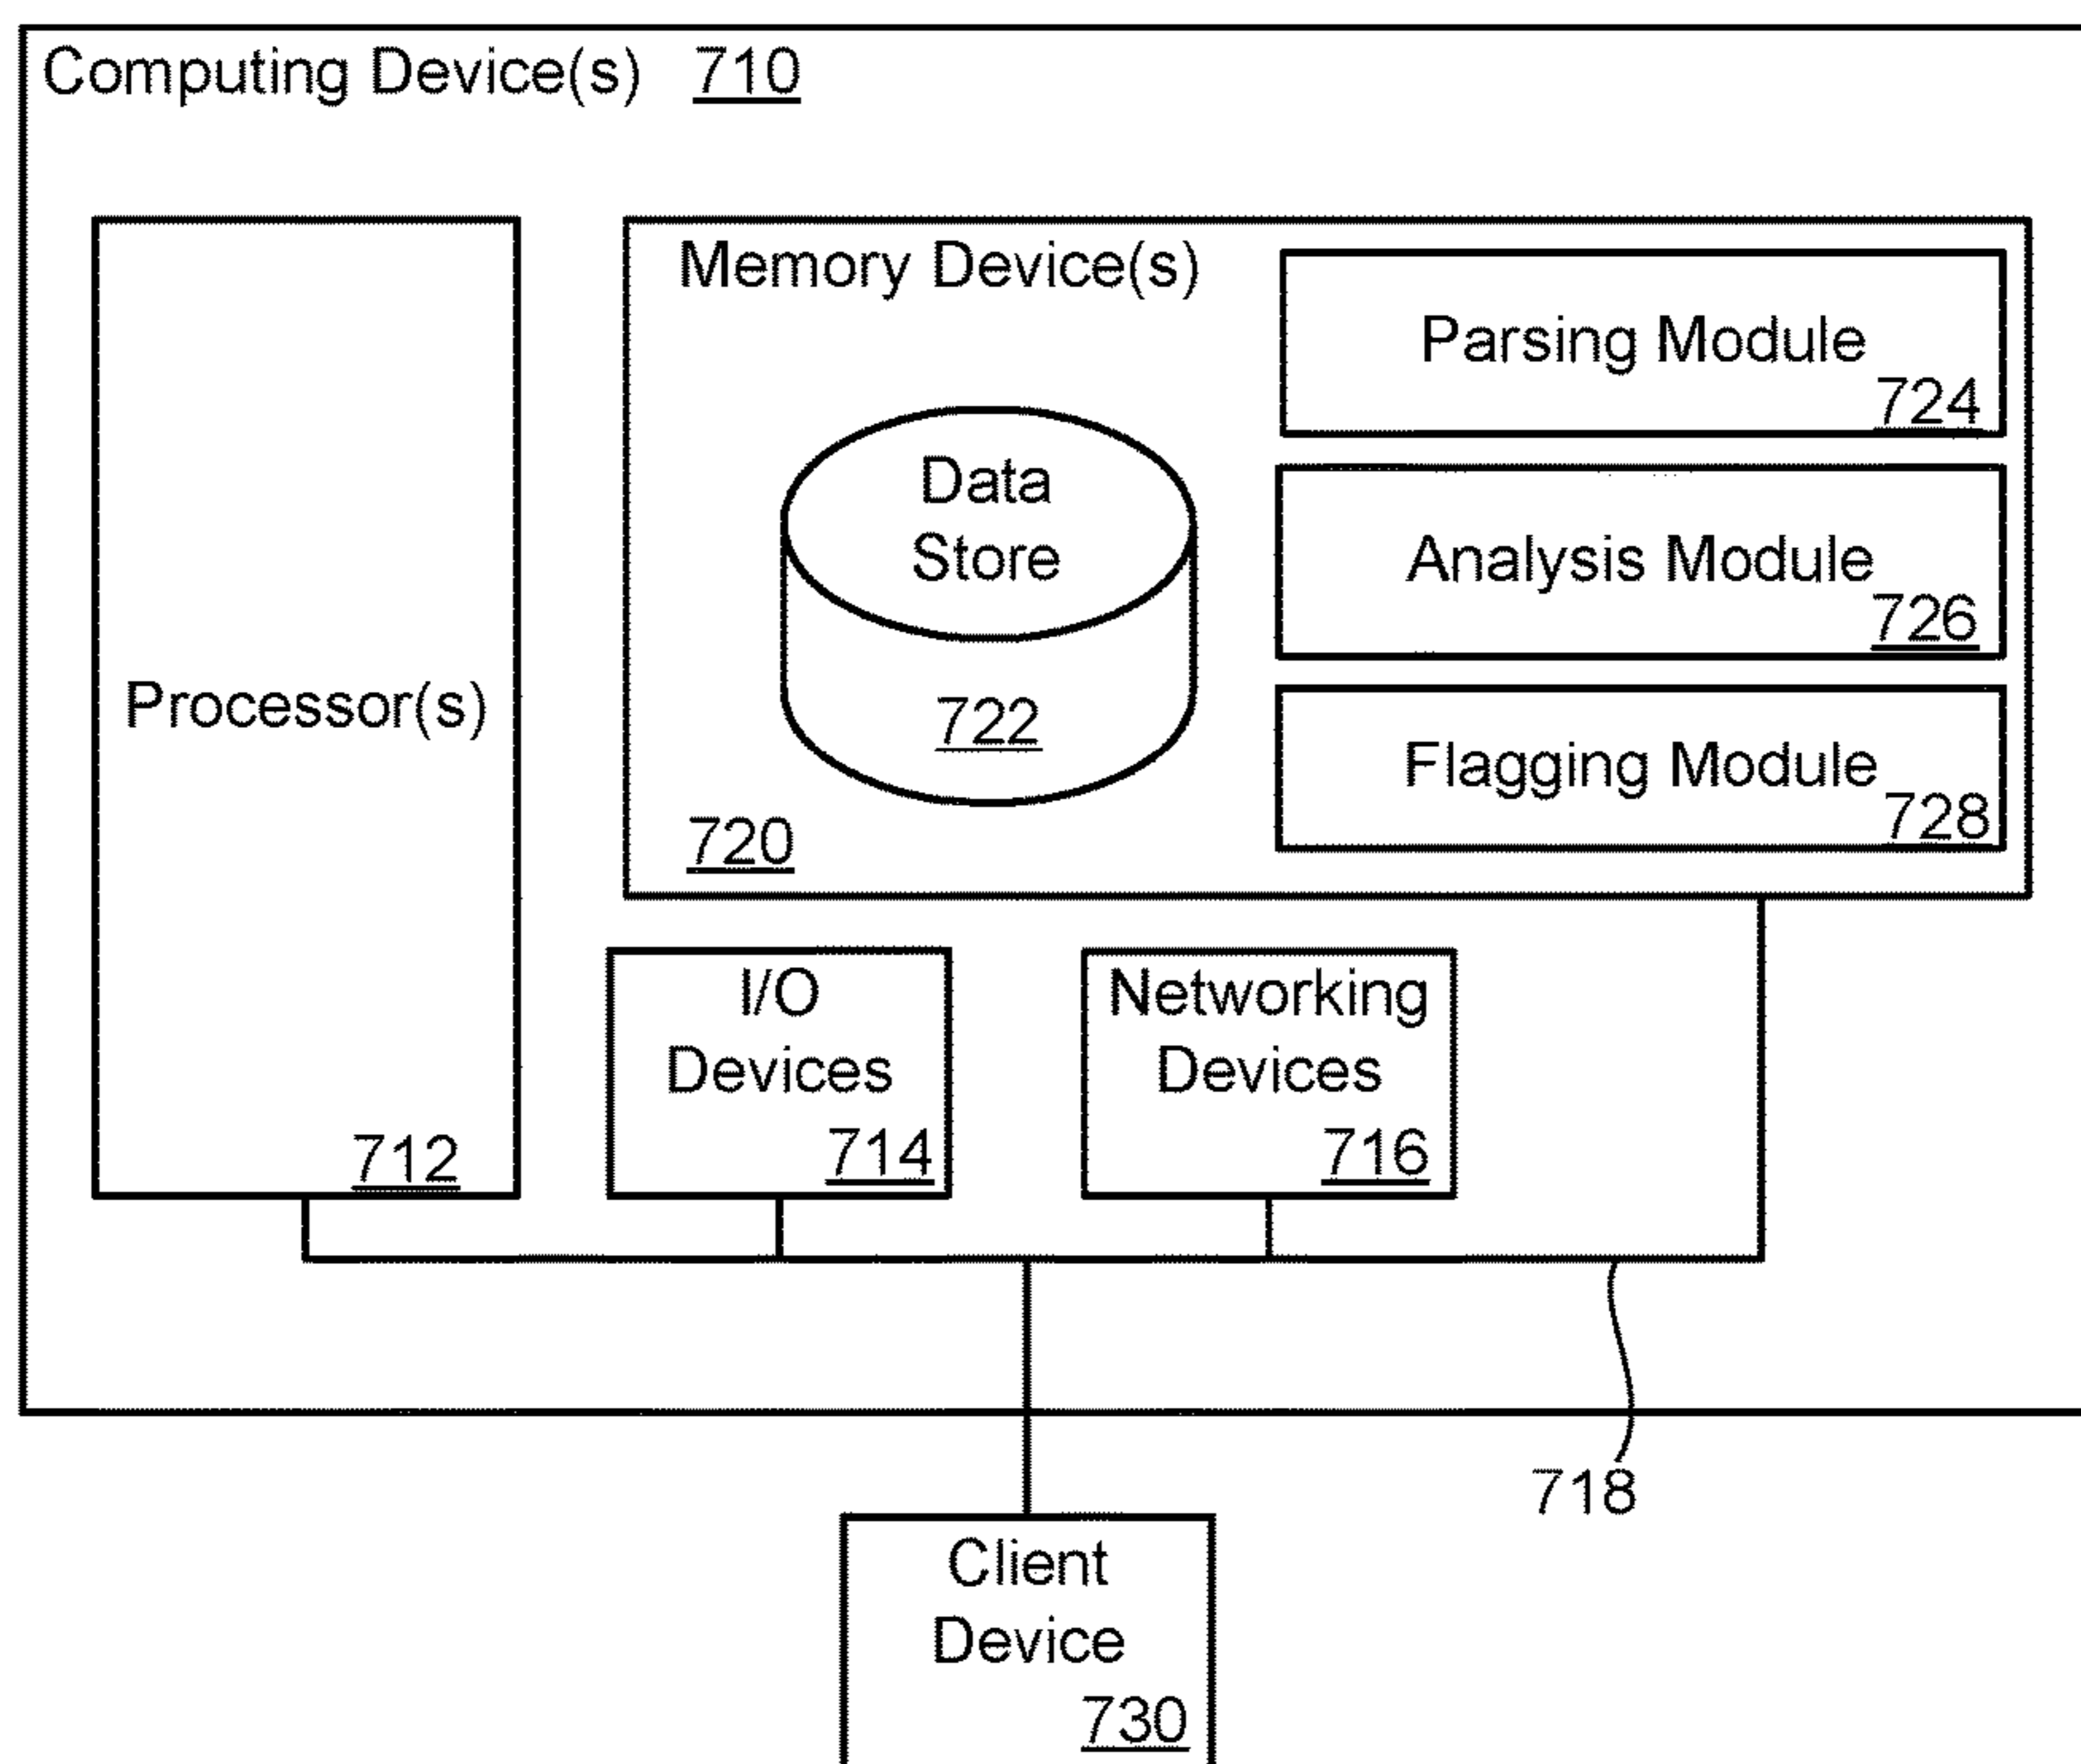 Computing Device(s) 710
Processor(s)
712
Memory Device(s)
Data
Store
722
720
Parsing Module
724
Analysis Module
726
Flagging Module
728
I/O
Devices
714
Networking
Devices
716
718
Client
Device
730